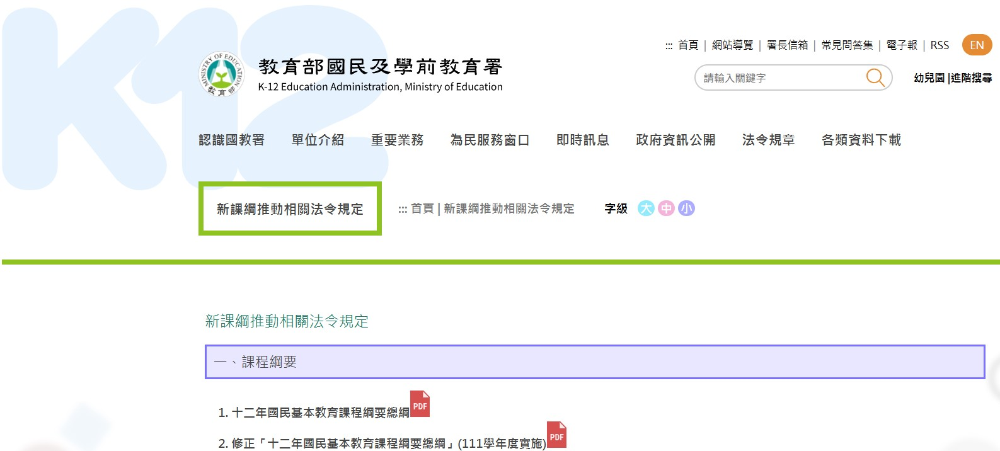 K12
::: 首頁 | 網站導覽 | 署長信箱 | 常見問答集 | 電子報 | RSS EN
MINISTRY OF EDUCATION
教育部
教育部國民及學前教育署
K-12 Education Administration, Ministry of Education
請輸入關鍵字 幼兒園 |進階搜尋
認識國教署 單位介紹 重要業務 為民服務窗口 即時訊息 政府資訊公開 法令規章 各類資料下載
新課綱推動相關法令規定 ::: 首頁 | 新課綱推動相關法令規定 字級 大 中 小
新課綱推動相關法令規定
一、課程綱要
1. 十二年國民基本教育課程綱要總綱 PDF
2. 修正「十二年國民基本教育課程綱要總綱」(111學年度實施) PDF